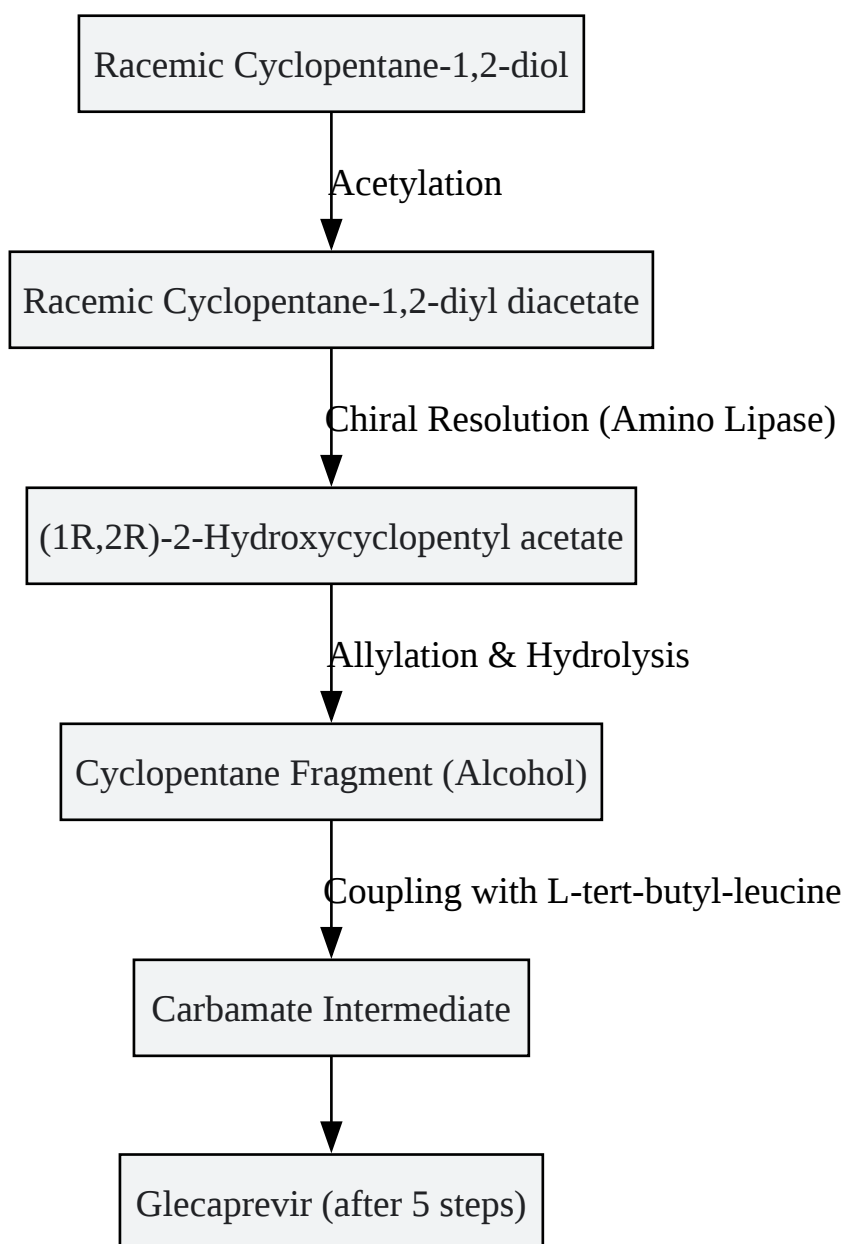 Racemic Cyclopentane-1,2-diol
Acetylation
Racemic Cyclopentane-1,2-diyl diacetate
Chiral Resolution (Amino Lipase)
(1R,2R)-2-Hydroxycyclopentyl acetate
Allylation & Hydrolysis
Cyclopentane Fragment (Alcohol)
Coupling with L-tert-butyl-leucine
Carbamate Intermediate
Glecaprevir (after 5 steps)